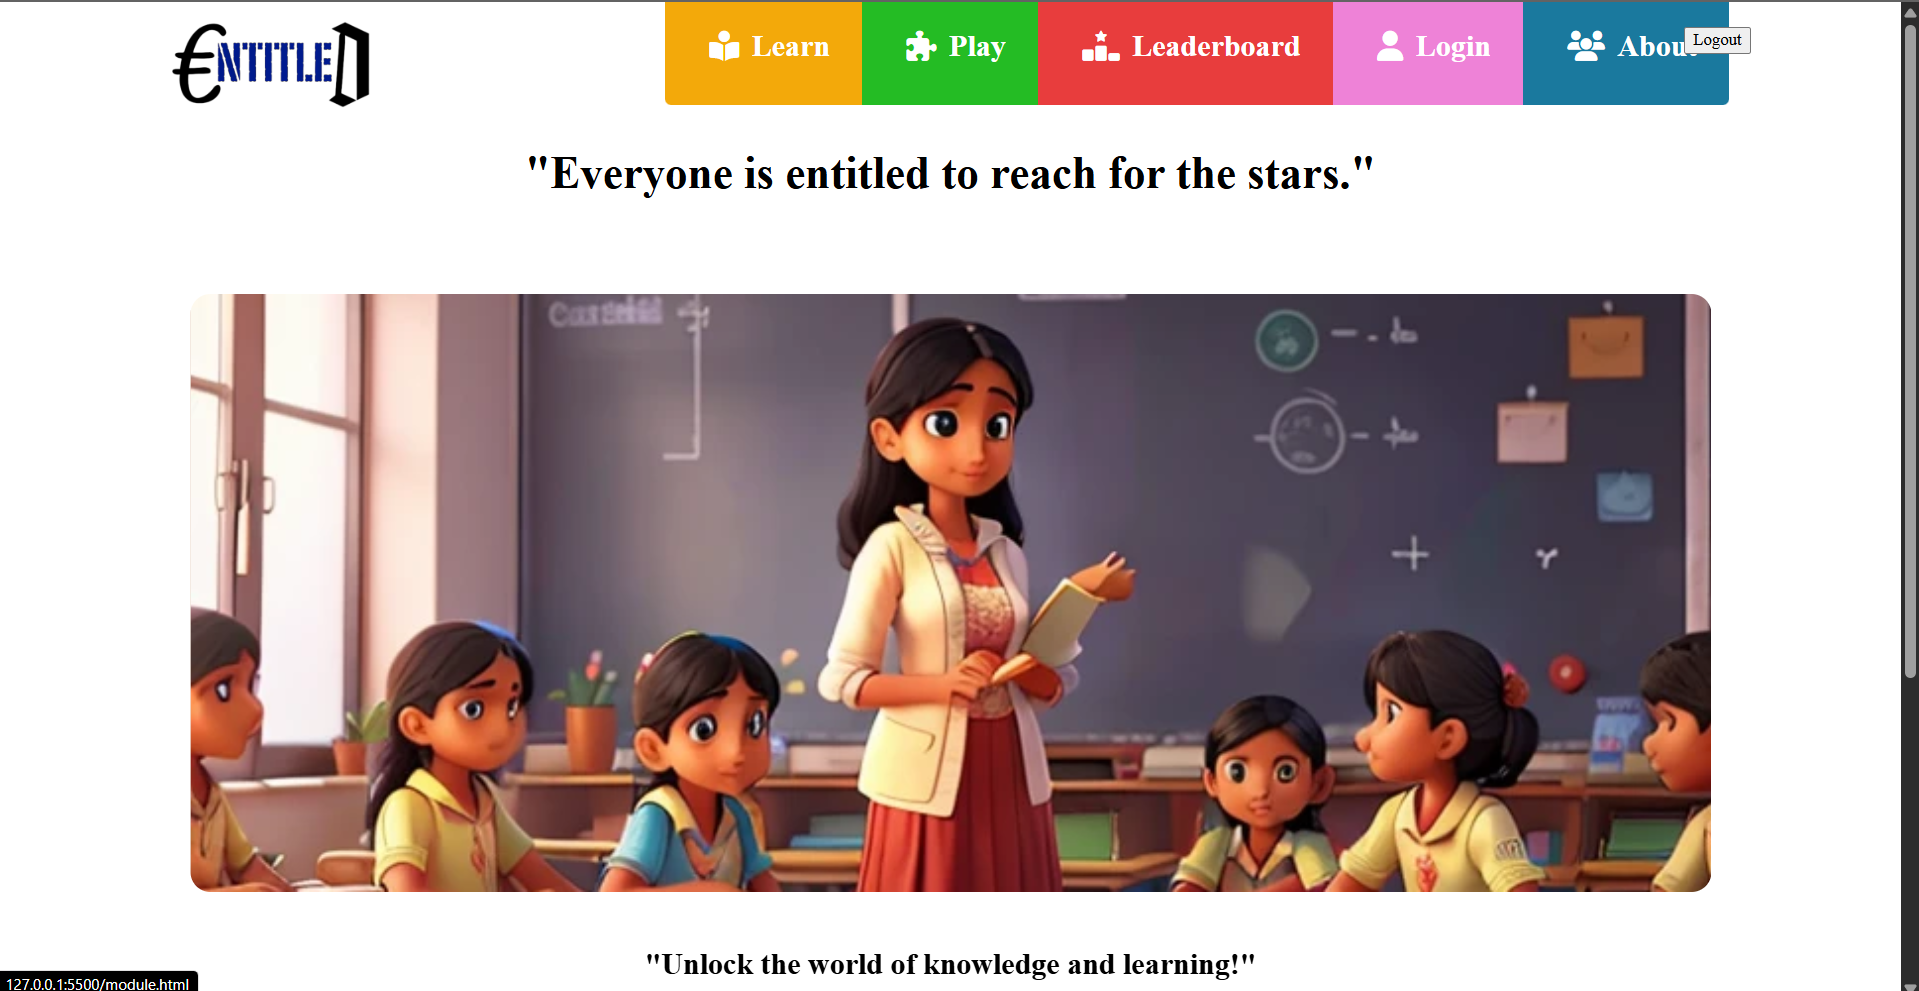 ENTITLED
Learn Play Leaderboard Login Abou Logout
"Everyone is entitled to reach for the stars."
"Unlock the world of knowledge and learning!"
127.0.0.1:5500/module.html